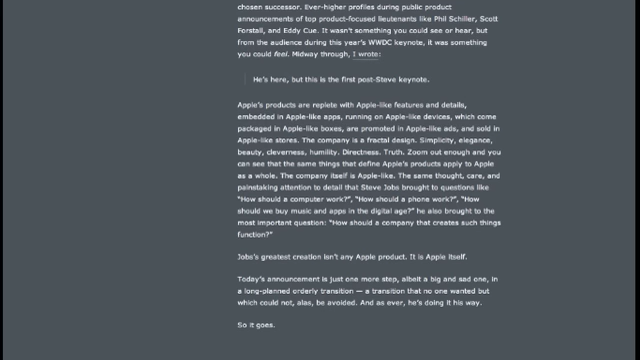 chosen successor. Ever-higher profiles during public product
announcements of top product-focused lieutenants like Phil Schiller, Scott
Forstall, and Eddy Cue. It wasn't something you could see or hear, but
from the audience during this year's WWDC keynote, it was something
you could feel. Midway through, I wrote:
He's here, but this is the first post-Steve keynote.
Apple's products are replete with Apple-like features and details,
embedded in Apple-like apps, running on Apple-like devices, which come
packaged in Apple-like boxes, are promoted in Apple-like ads, and sold in
Apple-like stores. The company is a fractal design. Simplicity, elegance,
beauty, cleverness, humility. Directness. Truth. Zoom out enough and you
can see that the same things that define Apple's products apply to Apple
as a whole. The company itself is Apple-like. The same thought, care, and
painstaking attention to detail that Steve Jobs brought to questions like
"How should a computer work?", "How should a phone work?", "How
should we buy music and apps in the digital age?" he also brought to the
most important question: "How should a company that creates such things
function?"
Jobs's greatest creation isn't any Apple product. It is Apple itself.
Today's announcement is just one more step, albeit a big and sad one, in
a long-planned orderly transition — a transition that no one wanted but
which could not, alas, be avoided. And as ever, he's doing it his way.
So it goes.